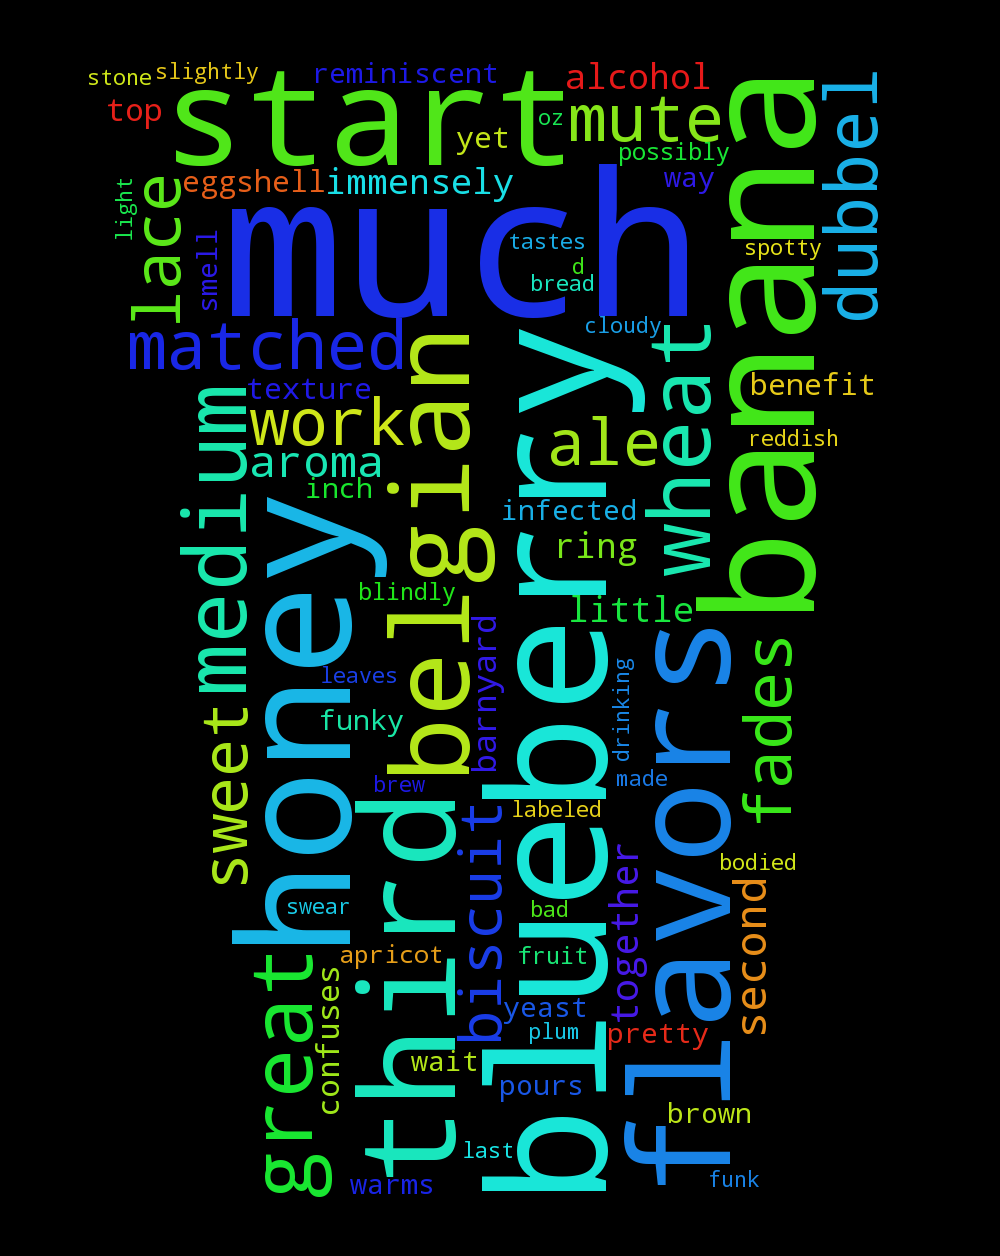 stone
slightly
reminiscent
alcohol
top
start
yet
oz
mute
banana
dubbel
possibly
light
lace
eggshell
immensely
way
smell
much
tastes
d
bread
spotty
cloudy
matched
texture
belgian
blueberry
wheat
benefit
medium
work
ale
reddish
aroma
inch
honey
infected
ring
blindly
little
barnyard
leaves
flavors
fades
drinking
sweet
funky
brew
made
third
biscuit
labeled
together
bodied
swear
bad
second
great
apricot
fruit
confuses
yeast
plum
pretty
wait
pours
brown
last
warms
funk